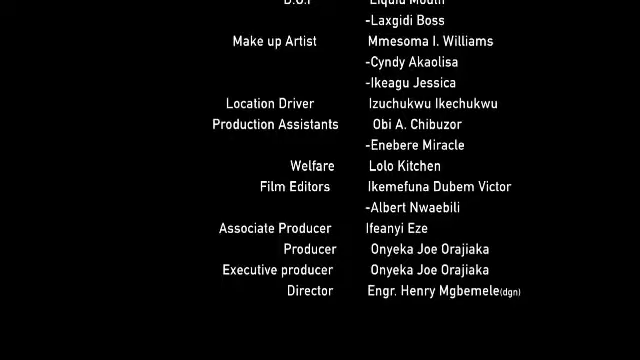 D.O.P Liquid Mouth
-Laxgidi Boss
Make up Artist Mmesoma I. Williams
-Cyndy Akaolisa
-Ikeagu Jessica
Location Driver Izuchukwu Ikechukwu
Production Assistants Obi A. Chibuzor
-Enebere Miracle
Welfare Lolo Kitchen
Film Editors Ikemefuna Dubem Victor
-Albert Nwaebili
Associate Producer Ifeanyi Eze
Producer Onyeka Joe Orajiaka
Executive producer Onyeka Joe Orajiaka
Director Engr. Henry Mgbemele(dgn)